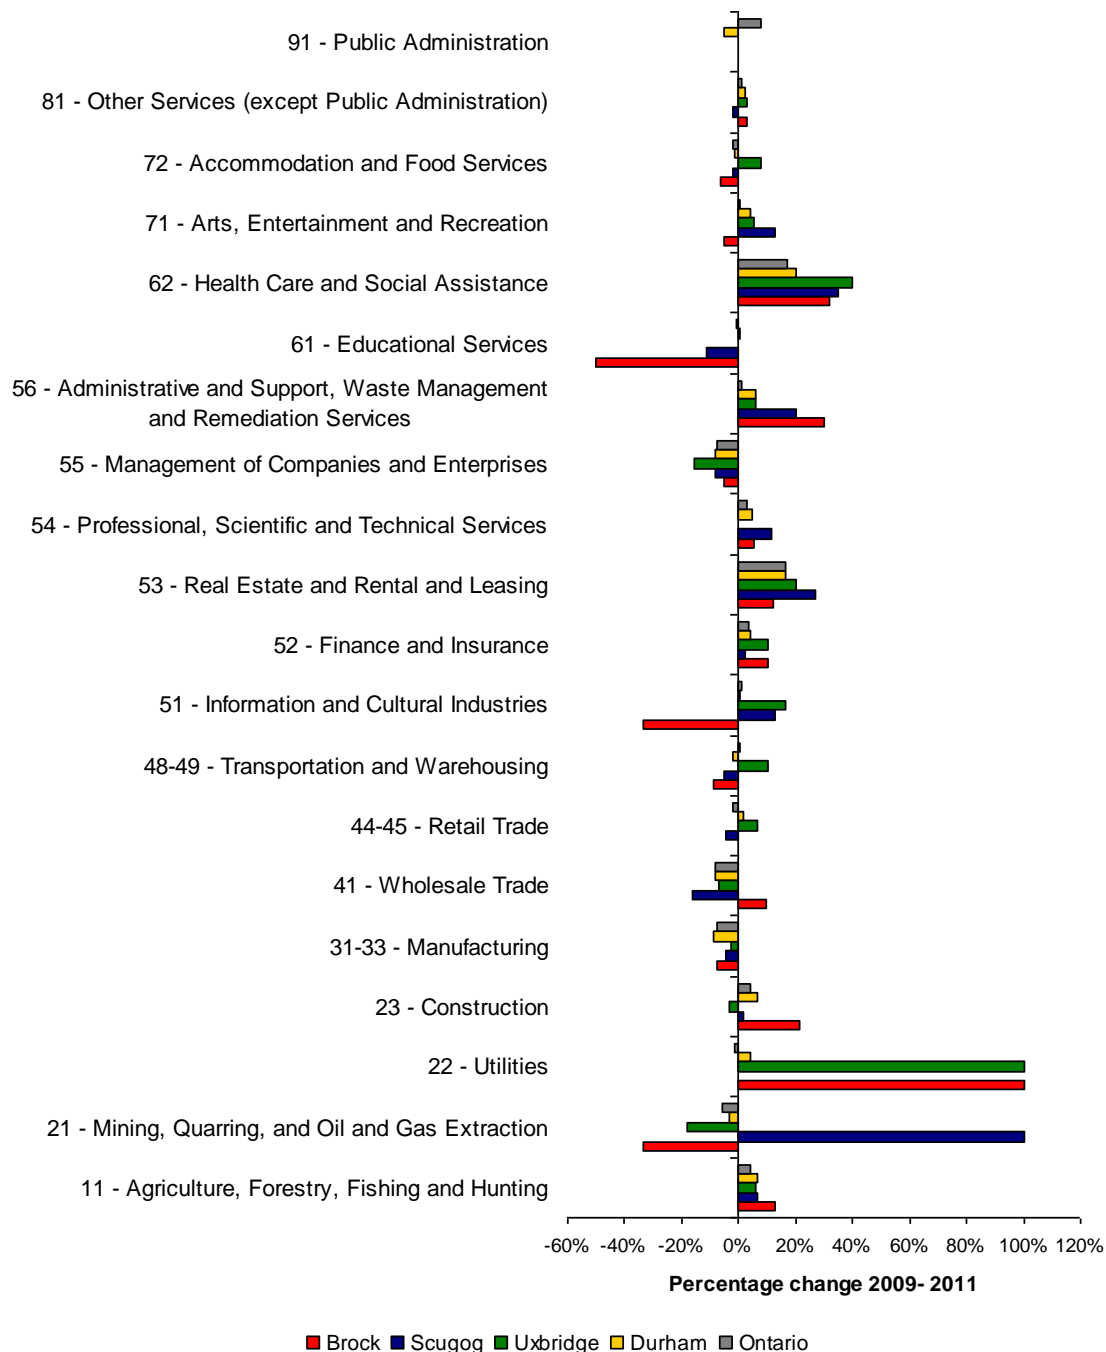 91 - Public Administration
81 - Other Services (except Public Administration)
72 - Accommodation and Food Services
71 - Arts, Entertainment and Recreation
62 - Health Care and Social Assistance
61 - Educational Services
56 - Administrative and Support, Waste Management
and Remediation Services
55 - Management of Companies and Enterprises
54 - Professional, Scientific and Technical Services
53 - Real Estate and Rental and Leasing
52 - Finance and Insurance
51 - Information and Cultural Industries
48-49 - Transportation and Warehousing
44-45 - Retail Trade
41 - Wholesale Trade
31-33 - Manufacturing
23 - Construction
22 - Utilities
21 - Mining, Quarring, and Oil and Gas Extraction
11 - Agriculture, Forestry, Fishing and Hunting
-60% -40% -20% 0% 20% 40% 60% 80% 100% 120%
Percentage change 2009- 2011
Brock Scugog Uxbridge Durham Ontario